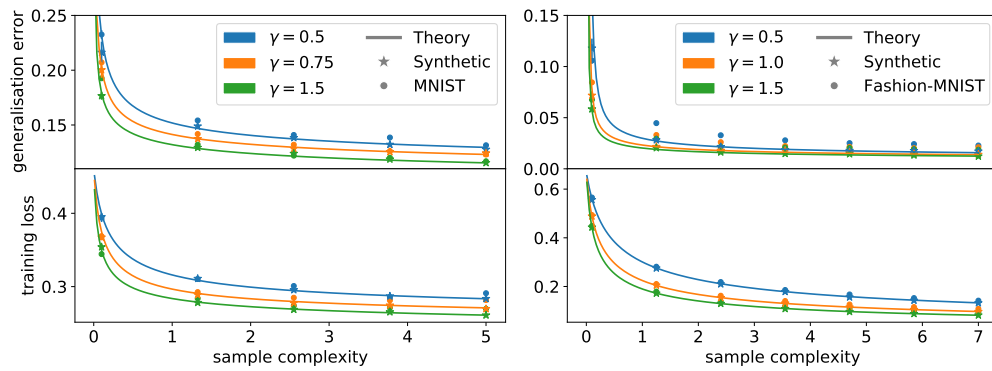 generalisation error
0.25
0.20
0.15
γ = 0.5
γ = 0.75
γ = 1.5
Theory
Synthetic
MNIST
training loss
0.4
0.3
0 1 2 3 4 5
sample complexity
0.15
0.10
0.05
0.00
γ = 0.5
γ = 1.0
γ = 1.5
Theory
Synthetic
Fashion-MNIST
0.6
0.4
0.2
0 1 2 3 4 5 6 7
sample complexity